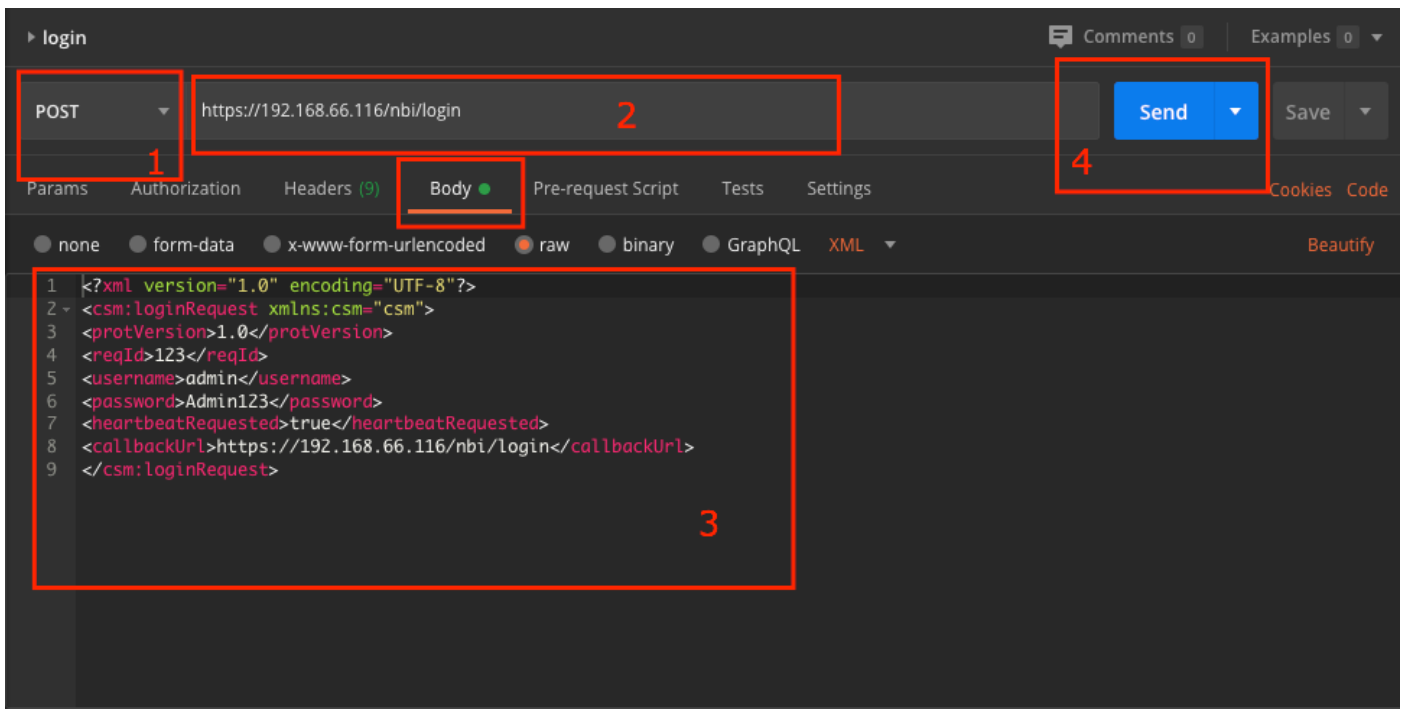 login Comments 0 Examples 0
POST https://192.168.66.116/nbi/login 2 Send Save
1 4
Params Authorization Headers (9) Body Pre-request Script Tests Settings Cookies Code
none form-data x-www-form-urlencoded raw binary GraphQL XML Beautify
1 <?xml version="1.0" encoding="UTF-8"?>
2 <csm:loginRequest xmlns:csm="csm">
3 <protVersion>1.0</protVersion>
4 <reqId>123</reqId>
5 <username>admin</username>
6 <password>Admin123</password>
7 <heartbeatRequested>true</heartbeatRequested>
8 <callbackUrl>https://192.168.66.116/nbi/login</callbackUrl>
9 </csm:loginRequest>
3